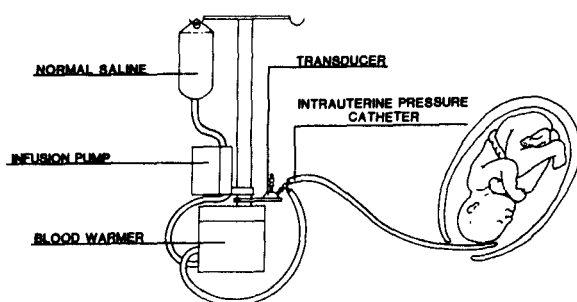 NORMAL SALINE
TRANSDUCER
INTRAUTERINE PRESSURE
CATHETER
INFUSION PUMP
BLOOD WARMER